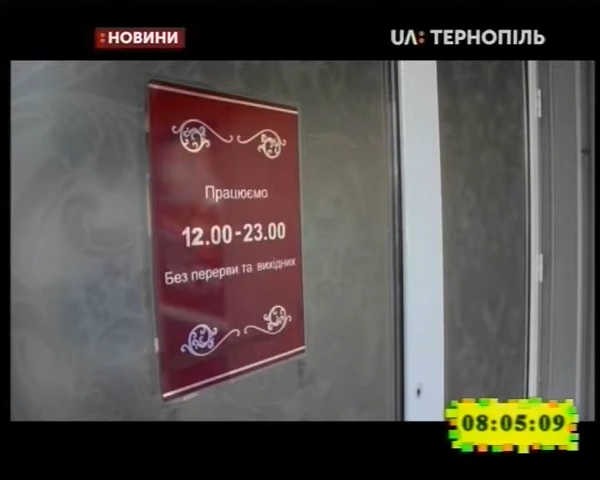 :НОВИНИ
UA: ТЕРНОПІЛЬ
Працюємо
12.00-23.00
Без перерви та вихідних
08:05:09